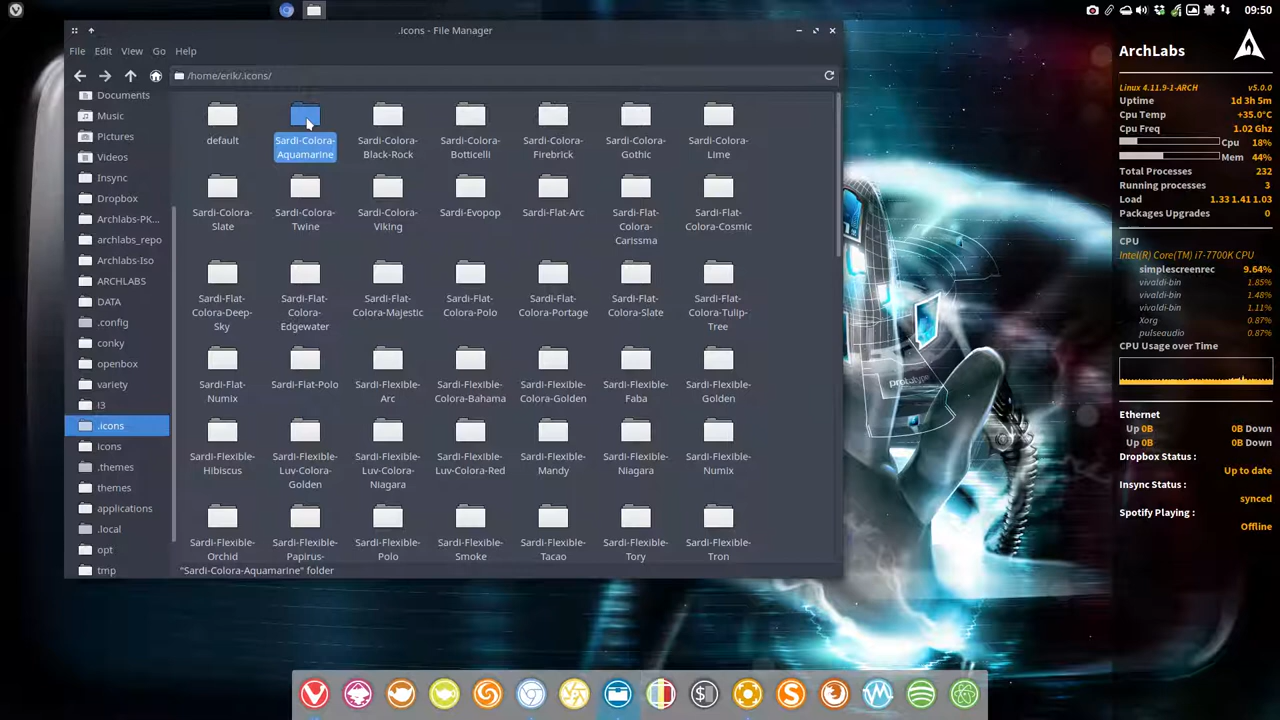 09:50
.icons - File Manager
File Edit View Go Help
/home/erik/.icons/
Documents
Music
Pictures
Videos
Insync
Dropbox
Archlabs-PK...
archlabs_repo
Archlabs-Iso
ARCHLABS
DATA
.config
conky
openbox
variety
I3
.icons
Icons
.themes
themes
applications
.local
opt
tmp
default
Sardi-Colora-
Aquamarine
Sardi-Colora-
Black-Rock
Sardi-Colora-
Botticelli
Sardi-Colora-
Firebrick
Sardi-Colora-
Gothic
Sardi-Colora-
Lime
Sardi-Colora-
Slate
Sardi-Colora-
Twine
Sardi-Colora-
Viking
Sardi-Evopop
Sardi-Flat-Arc
Sardi-Flat-
Colora-
Carissma
Sardi-Flat-
Colora-Cosmic
Sardi-Flat-
Colora-Deep-
Sky
Sardi-Flat-
Colora-
Edgewater
Sardi-Flat-
Colora-Majestic
Sardi-Flat-
Colora-Polo
Sardi-Flat-
Colora-Portage
Sardi-Flat-
Colora-Slate
Sardi-Flat-
Colora-Tulip-
Tree
Sardi-Flat-
Numix
Sardi-Flat-Polo
Sardi-Flexible-
Arc
Sardi-Flexible-
Colora-Bahama
Sardi-Flexible-
Colora-Golden
Sardi-Flexible-
Faba
Sardi-Flexible-
Golden
Sardi-Flexible-
Hibiscus
Sardi-Flexible-
Luv-Colora-
Golden
Sardi-Flexible-
Luv-Colora-
Niagara
Sardi-Flexible-
Luv-Colora-Red
Sardi-Flexible-
Mandy
Sardi-Flexible-
Niagara
Sardi-Flexible-
Numix
Sardi-Flexible-
Orchid
Sardi-Flexible-
Papirus-
Sardi-Flexible-
Polo
Sardi-Flexible-
Smoke
Sardi-Flexible-
Tacao
Sardi-Flexible-
Tory
Sardi-Flexible-
Tron
"Sardi-Colora-Aquamarine" folder
prototype
ArchLabs
Linux 4.11.9-1-ARCH v5.0.0
Uptime 1d 3h 5m
Cpu Temp +35.0°C
Cpu Freq 1.02 Ghz
Cpu 18%
Mem 44%
Total Processes 232
Running processes 3
Load 1.33 1.41 1.03
Packages Upgrades 0
CPU
Intel(R) Core(TM) i7-7700K CPU
simplescreenrec 9.64%
vivaldi-bin 1.85%
vivaldi-bin 1.48%
vivaldi-bin 1.11%
Xorg 0.87%
pulseaudio 0.87%
CPU Usage over Time
Ethernet
Up 0B 0B Down
Up 0B 0B Down
Dropbox Status :
Up to date
Insync Status :
synced
Spotify Playing :
Offline